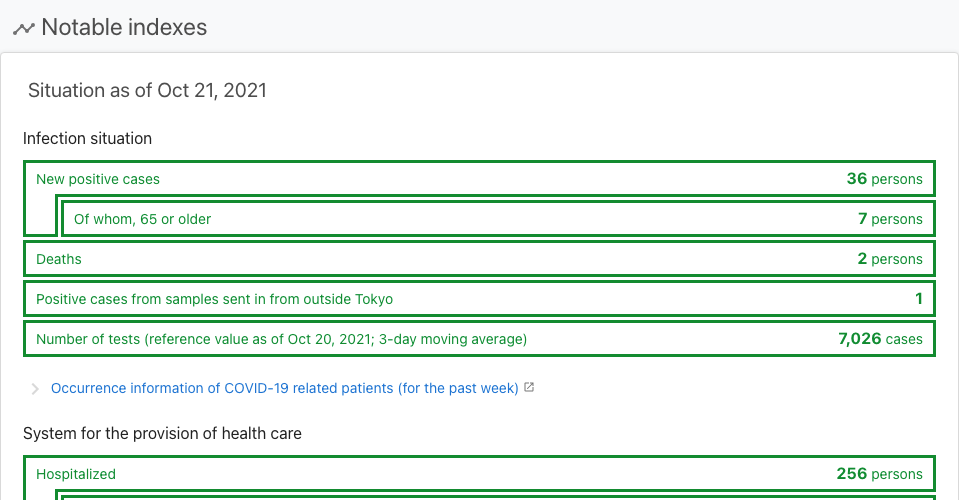 Notable indexes
Situation as of Oct 21, 2021
Infection situation
New positive cases 36 persons
Of whom, 65 or older 7 persons
Deaths 2 persons
Positive cases from samples sent in from outside Tokyo 1
Number of tests (reference value as of Oct 20, 2021; 3-day moving average) 7,026 cases
Occurrence information of COVID-19 related patients (for the past week)
System for the provision of health care
Hospitalized 256 persons